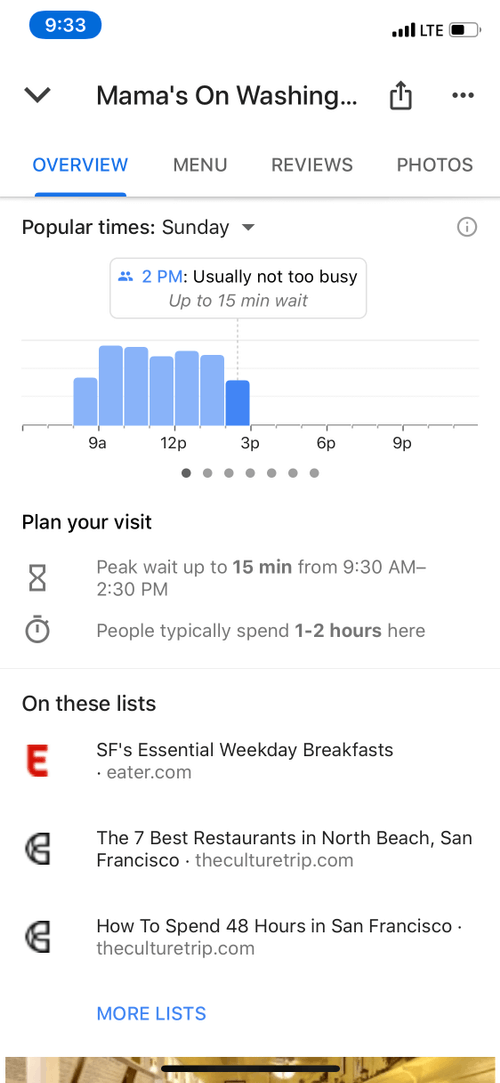 9:33
LTE
Mama's On Washing...
OVERVIEW
MENU
REVIEWS
PHOTOS
Popular times: Sunday
2 PM: Usually not too busy
Up to 15 min wait
9a
12p
3p
6p
9p
Plan your visit
Peak wait up to 15 min from 9:30 AM–
2:30 PM
People typically spend 1-2 hours here
On these lists
E
SF's Essential Weekday Breakfasts
· eater.com
The 7 Best Restaurants in North Beach, San
Francisco · theculturetrip.com
How To Spend 48 Hours in San Francisco ·
theculturetrip.com
MORE LISTS